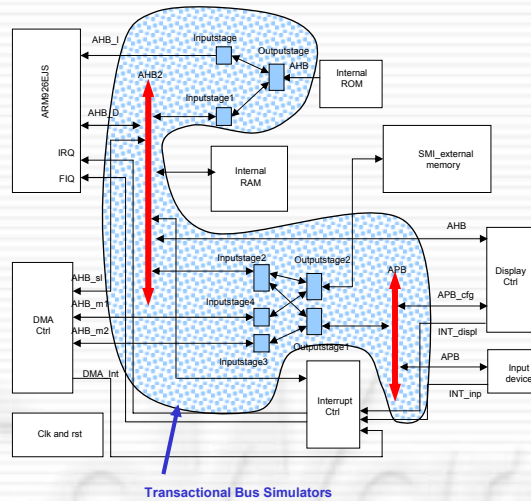 AHB_I
Inputstage
Outputstage
AHB
AHB2
ARM926EJS
Internal
ROM
Inputstage1
AHB_D
SMI_external
memory
IRQ
FIQ
Internal
RAM
AHB
Inputstage2
Outputstage2
APB
Display
Ctrl
AHB_sl
DMA
Ctrl
AHB_m1
Inputstage4
APB_cfg
AHB_m2
INT_displ
Outputstage1
Inputstage3
APB
Input
device
DMA_Int
INT_inp
Interrupt
Ctrl
Clk and rst
Transactional Bus Simulators